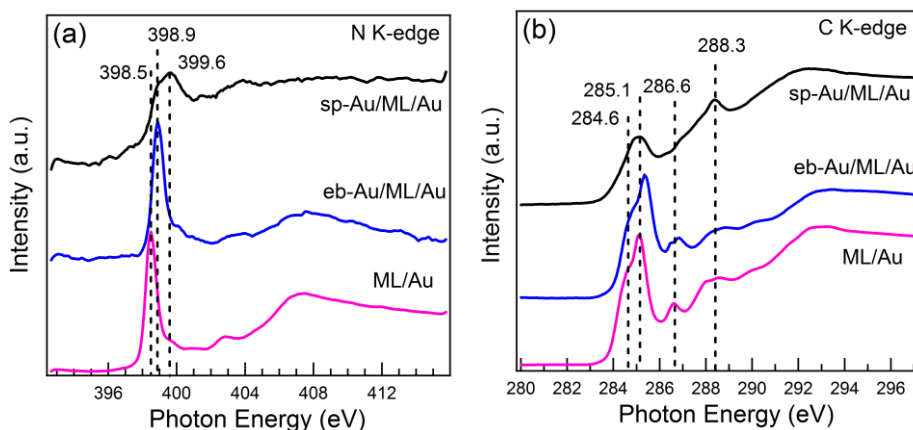 (a)
N K-edge
398.9
398.5
399.6
sp-Au/ML/Au
eb-Au/ML/Au
ML/Au
Intensity (a.u.)
396 400 404 408 412
Photon Energy (eV)
(b)
C K-edge
288.3
285.1
286.6
284.6
sp-Au/ML/Au
eb-Au/ML/Au
ML/Au
Intensity (a.u.)
280 282 284 286 288 290 292 294 296
Photon Energy (eV)